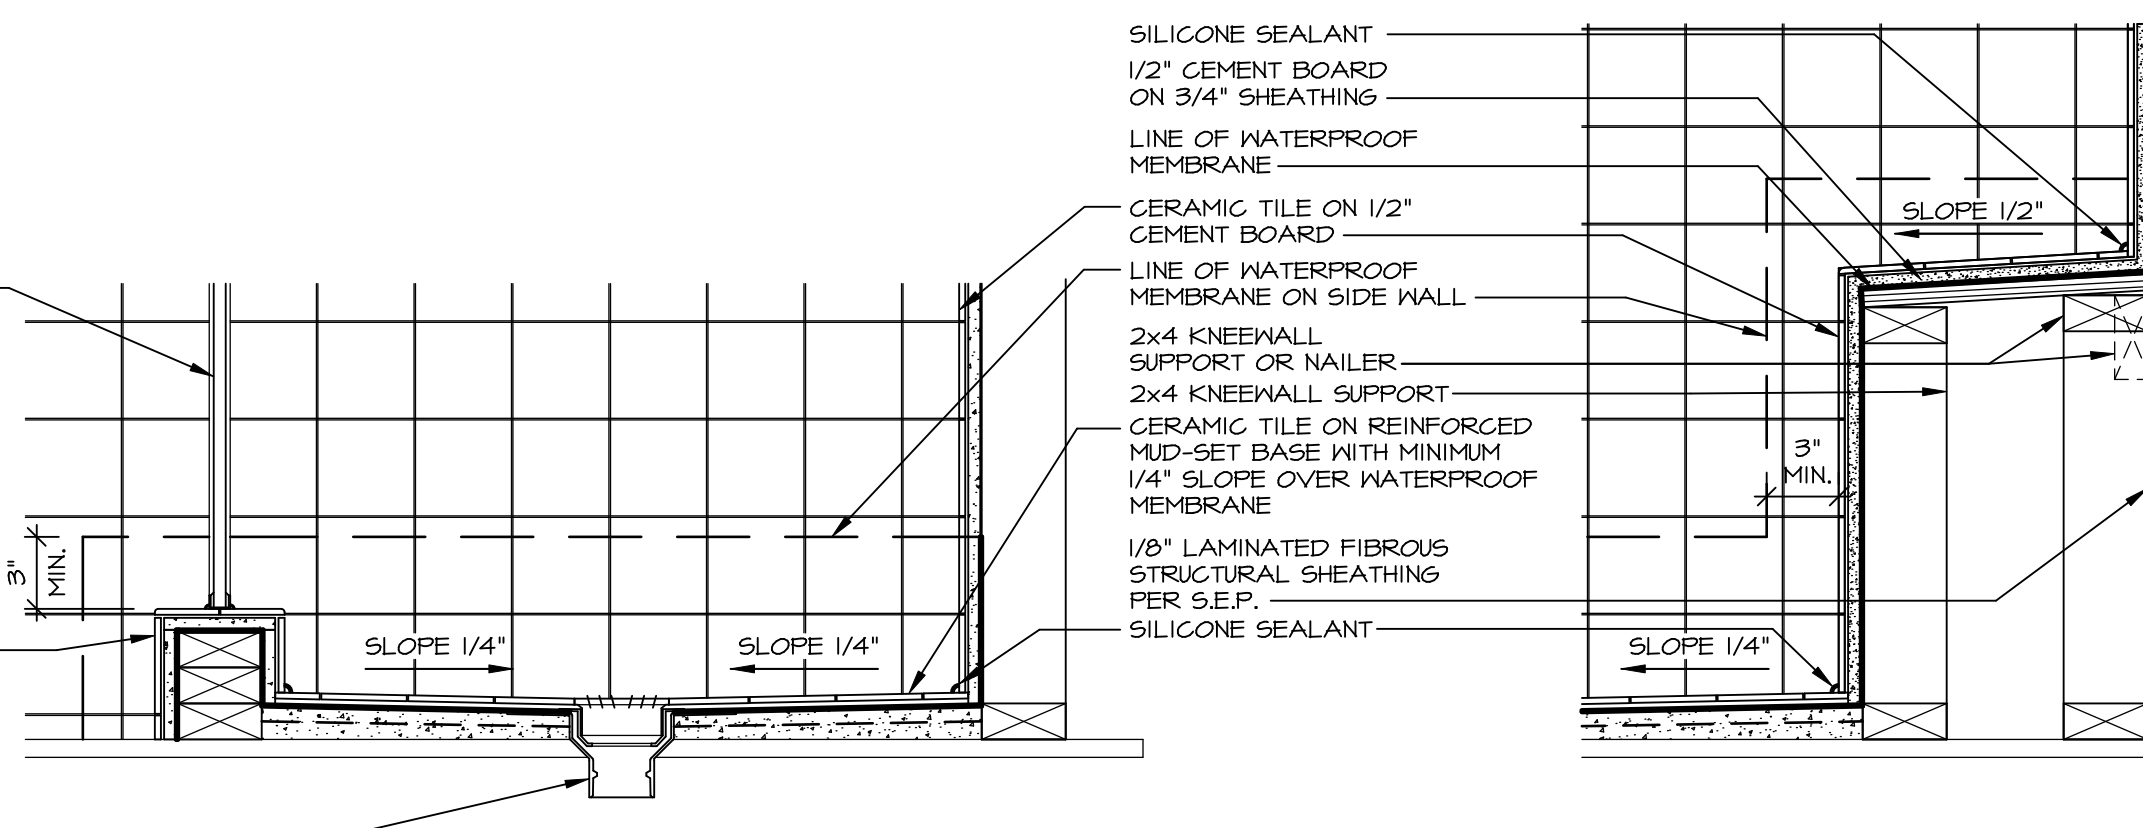 SILICONE SEALANT
1/2" CEMENT BOARD
ON 3/4" SHEATHING
LINE OF WATERPROOF
MEMBRANE
CERAMIC TILE ON 1/2"
CEMENT BOARD
LINE OF WATERPROOF
MEMBRANE ON SIDE WALL
2x4 KNEEWALL
SUPPORT OR NAILER
2x4 KNEEWALL SUPPORT
CERAMIC TILE ON REINFORCED
MUD-SET BASE WITH MINIMUM
1/4" SLOPE OVER WATERPROOF
MEMBRANE
1/8" LAMINATED FIBROUS
STRUCTURAL SHEATHING
PER S.E.P.
SILICONE SEALANT
3"
MIN.
SLOPE 1/4"
SLOPE 1/4"
SLOPE 1/2"
3"
MIN.
SLOPE 1/4"